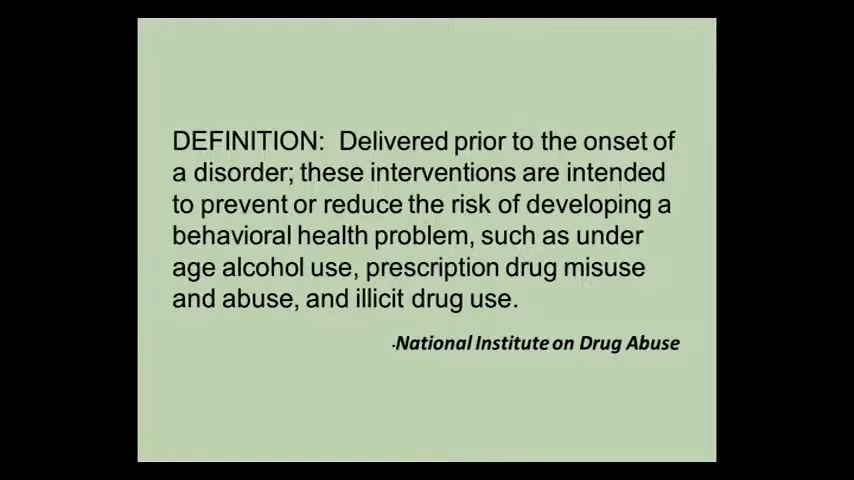 DEFINITION: Delivered prior to the onset of
a disorder; these interventions are intended
to prevent or reduce the risk of developing a
behavioral health problem, such as under
age alcohol use, prescription drug misuse
and abuse, and illicit drug use.
·National Institute on Drug Abuse